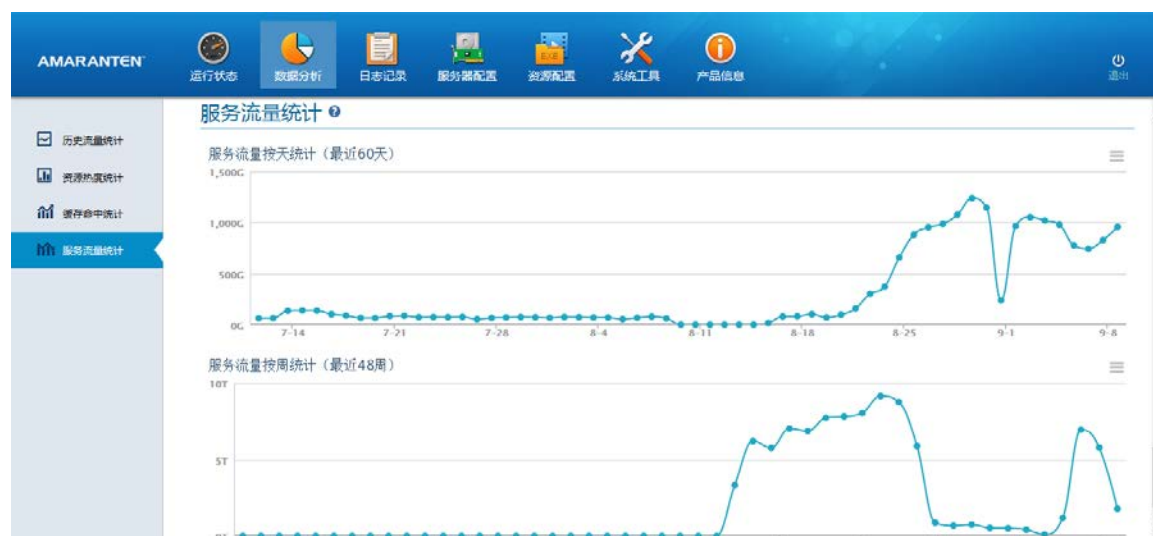 AMARANTEN
运行状态
数据分析
日志记录
服务器配置
资源配置
系统工具
产品信息
退出
历史流量统计
资源热度统计
缓存命中统计
服务流量统计
服务流量统计
服务流量按天统计（最近60天）
1,500G
1,000G
500G
0G
7-14 7-21 7-28 8-4 8-11 8-18 8-25 9-1 9-8
服务流量按周统计（最近48周）
10T
5T